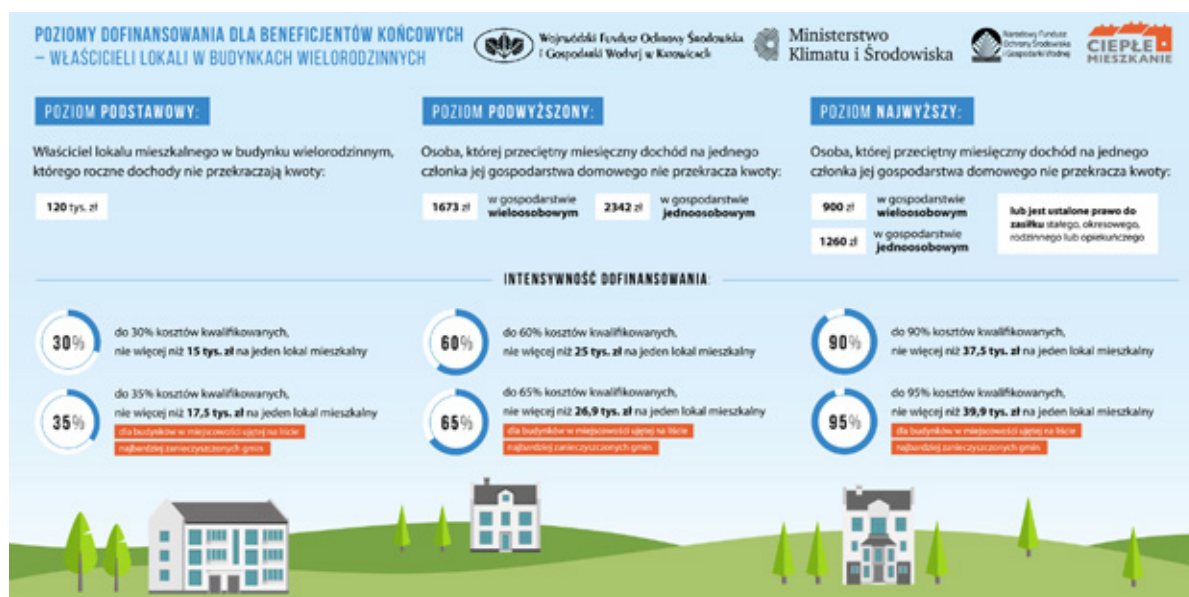 POZIOMY DOFINANSOWANIA DLA BENEFICJENTÓW KOŃCOWYCH
– WŁAŚCICIELI LOKALI W BUDYNKACH WIELORODZINNYCH
Wojewódzki Fundusz Ochrony Środowiska
i Gospodarki Wodnej w Katowicach
Ministerstwo
Klimatu i Środowiska
Narodowy Fundusz
Ochrony Środowiska
i Gospodarki Wodnej
CIEPŁE
MIESZKANIE
POZIOM PODSTAWOWY:
Właściciel lokalu mieszkalnego w budynku wielorodzinnym,
którego roczne dochody nie przekraczają kwoty:
120 tys. zł
POZIOM PODWYŻSZONY:
Osoba, której przeciętny miesięczny dochód na jednego
członka jej gospodarstwa domowego nie przekracza kwoty:
1673 zł
w gospodarstwie
wieloosobowym
2342 zł
w gospodarstwie
jednoosobowym
POZIOM NAJWYŻSZY:
Osoba, której przeciętny miesięczny dochód na jednego
członka jej gospodarstwa domowego nie przekracza kwoty:
900 zł
w gospodarstwie
wieloosobowym
1260 zł
w gospodarstwie
jednoosobowym
lub jest ustalone prawo do
zasiłku stałego, okresowego,
rodzinnego lub opiekuńczego
INTENSYWNOŚĆ DOFINANSOWANIA:
30%
do 30% kosztów kwalifikowanych,
nie więcej niż 15 tys. zł na jeden lokal mieszkalny
35%
do 35% kosztów kwalifikowanych,
nie więcej niż 17,5 tys. zł na jeden lokal mieszkalny
dla budynków w miejscowości ujętej na liście
najbardziej zanieczyszczonych gmin
60%
do 60% kosztów kwalifikowanych,
nie więcej niż 25 tys. zł na jeden lokal mieszkalny
65%
do 65% kosztów kwalifikowanych,
nie więcej niż 26,9 tys. zł na jeden lokal mieszkalny
dla budynków w miejscowości ujętej na liście
najbardziej zanieczyszczonych gmin
90%
do 90% kosztów kwalifikowanych,
nie więcej niż 37,5 tys. zł na jeden lokal mieszkalny
95%
do 95% kosztów kwalifikowanych,
nie więcej niż 39,9 tys. zł na jeden lokal mieszkalny
dla budynków w miejscowości ujętej na liście
najbardziej zanieczyszczonych gmin